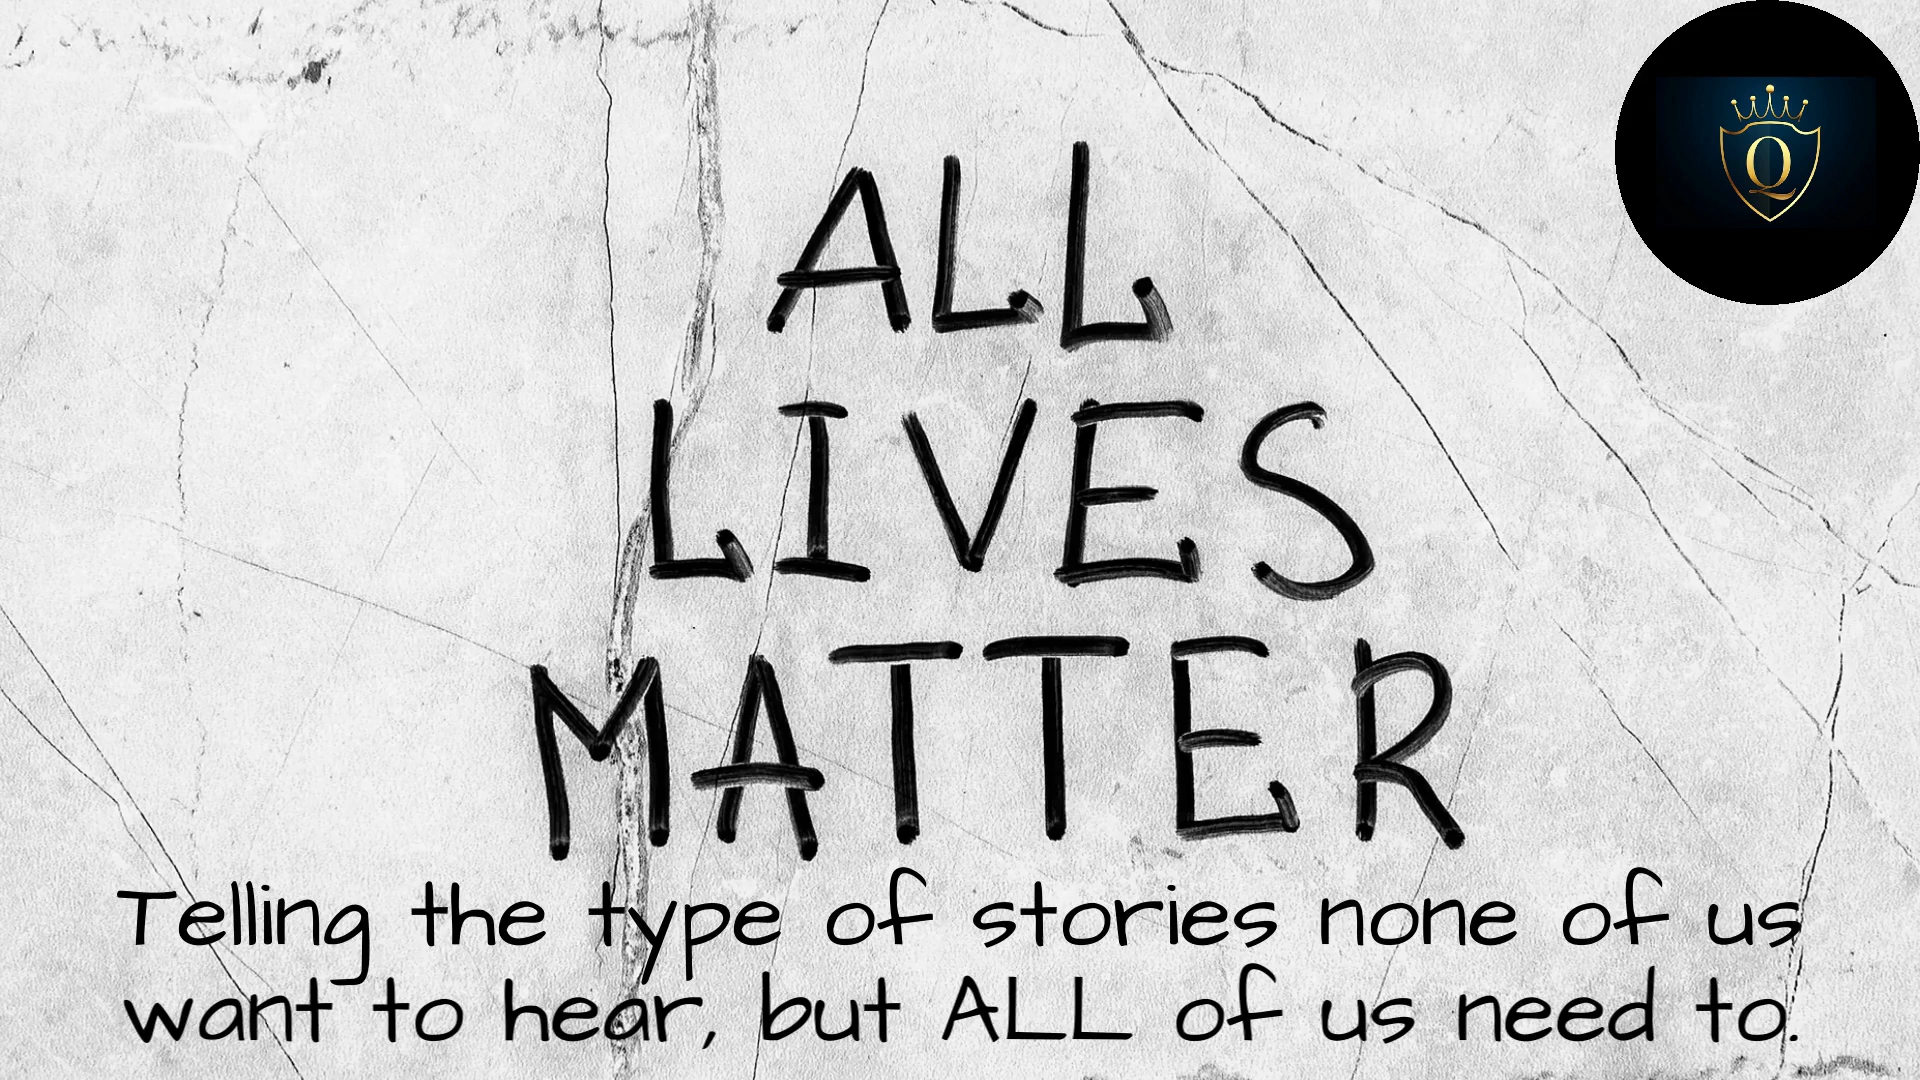 Q
ALL
LIVES
MATTER
Telling the type of stories none of us
want to hear, but ALL of us need to.